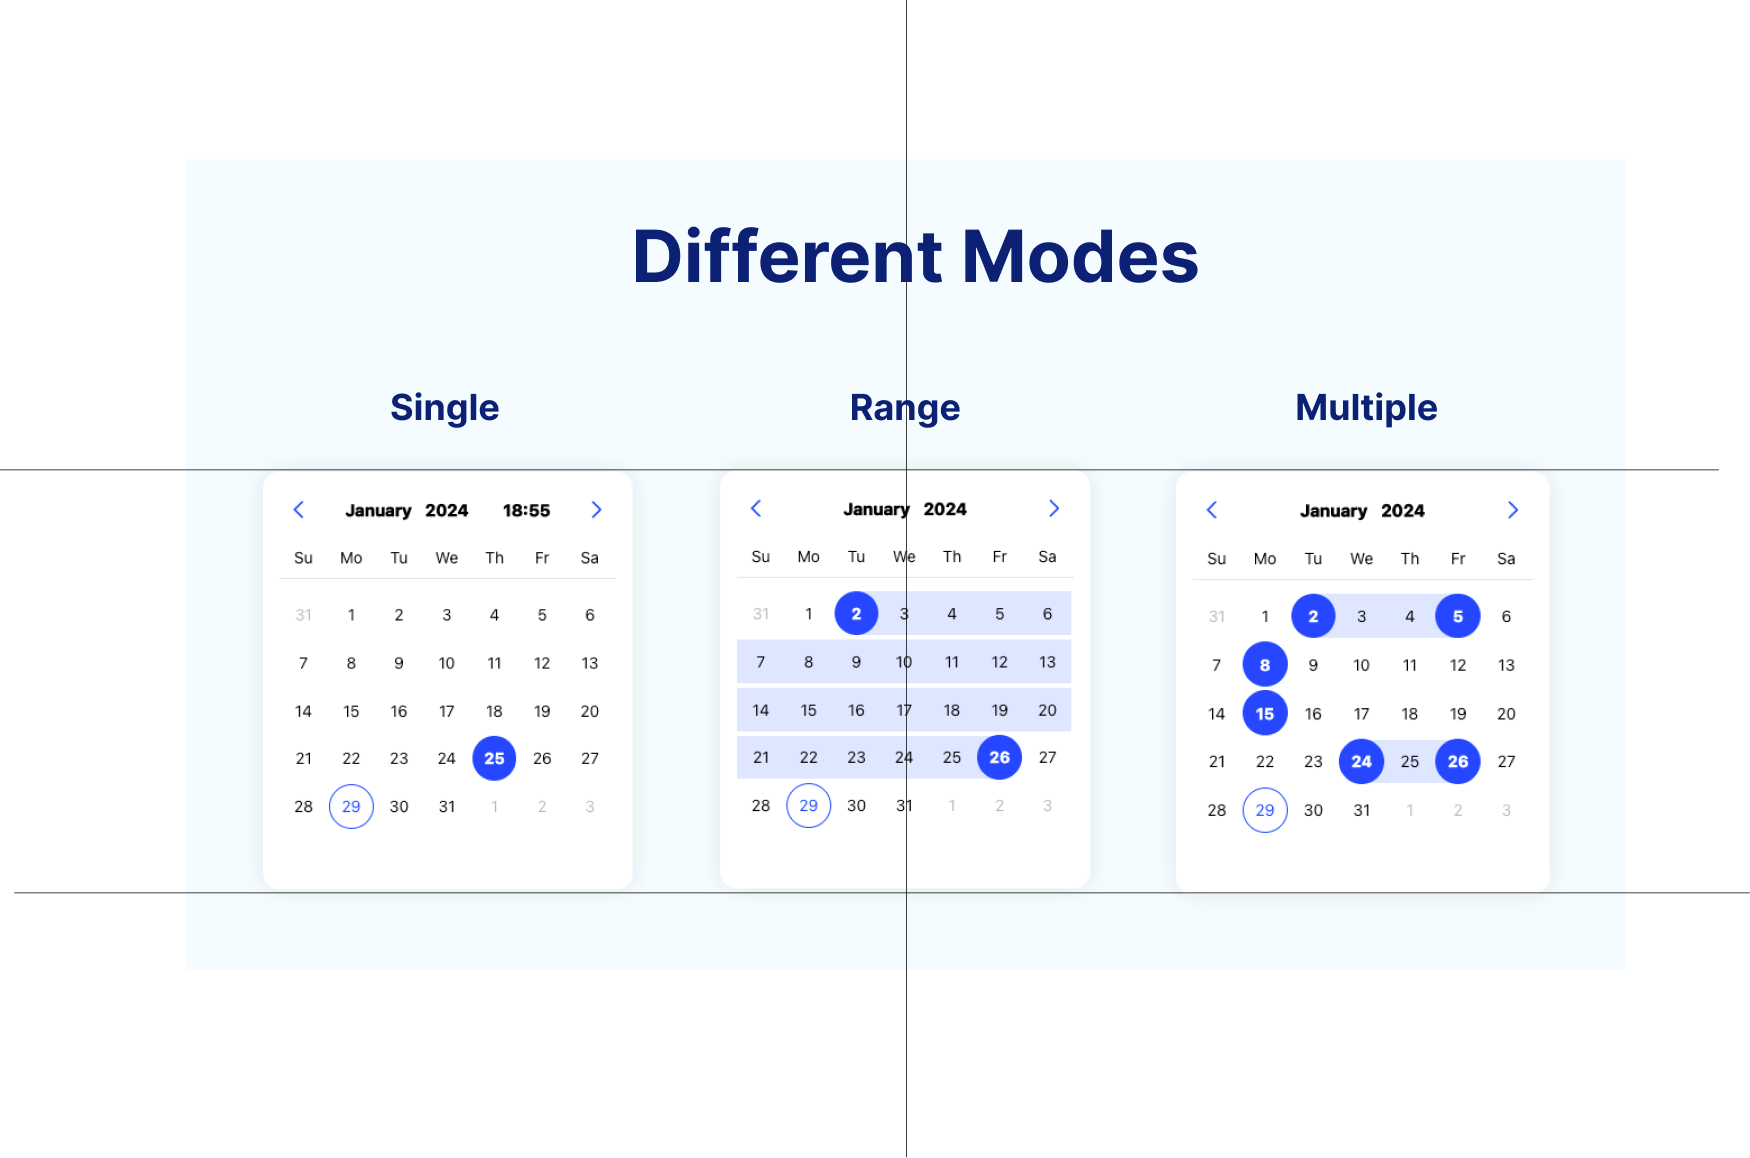 Different Modes
Single
January 2024 18:55
Su Mo Tu We Th Fr Sa
31 1 2 3 4 5 6
7 8 9 10 11 12 13
14 15 16 17 18 19 20
21 22 23 24 25 26 27
28 29 30 31 1 2 3
Range
January 2024
Su Mo Tu We Th Fr Sa
31 1 2 3 4 5 6
7 8 9 10 11 12 13
14 15 16 17 18 19 20
21 22 23 24 25 26 27
28 29 30 31 1 2 3
Multiple
January 2024
Su Mo Tu We Th Fr Sa
31 1 2 3 4 5 6
7 8 9 10 11 12 13
14 15 16 17 18 19 20
21 22 23 24 25 26 27
28 29 30 31 1 2 3